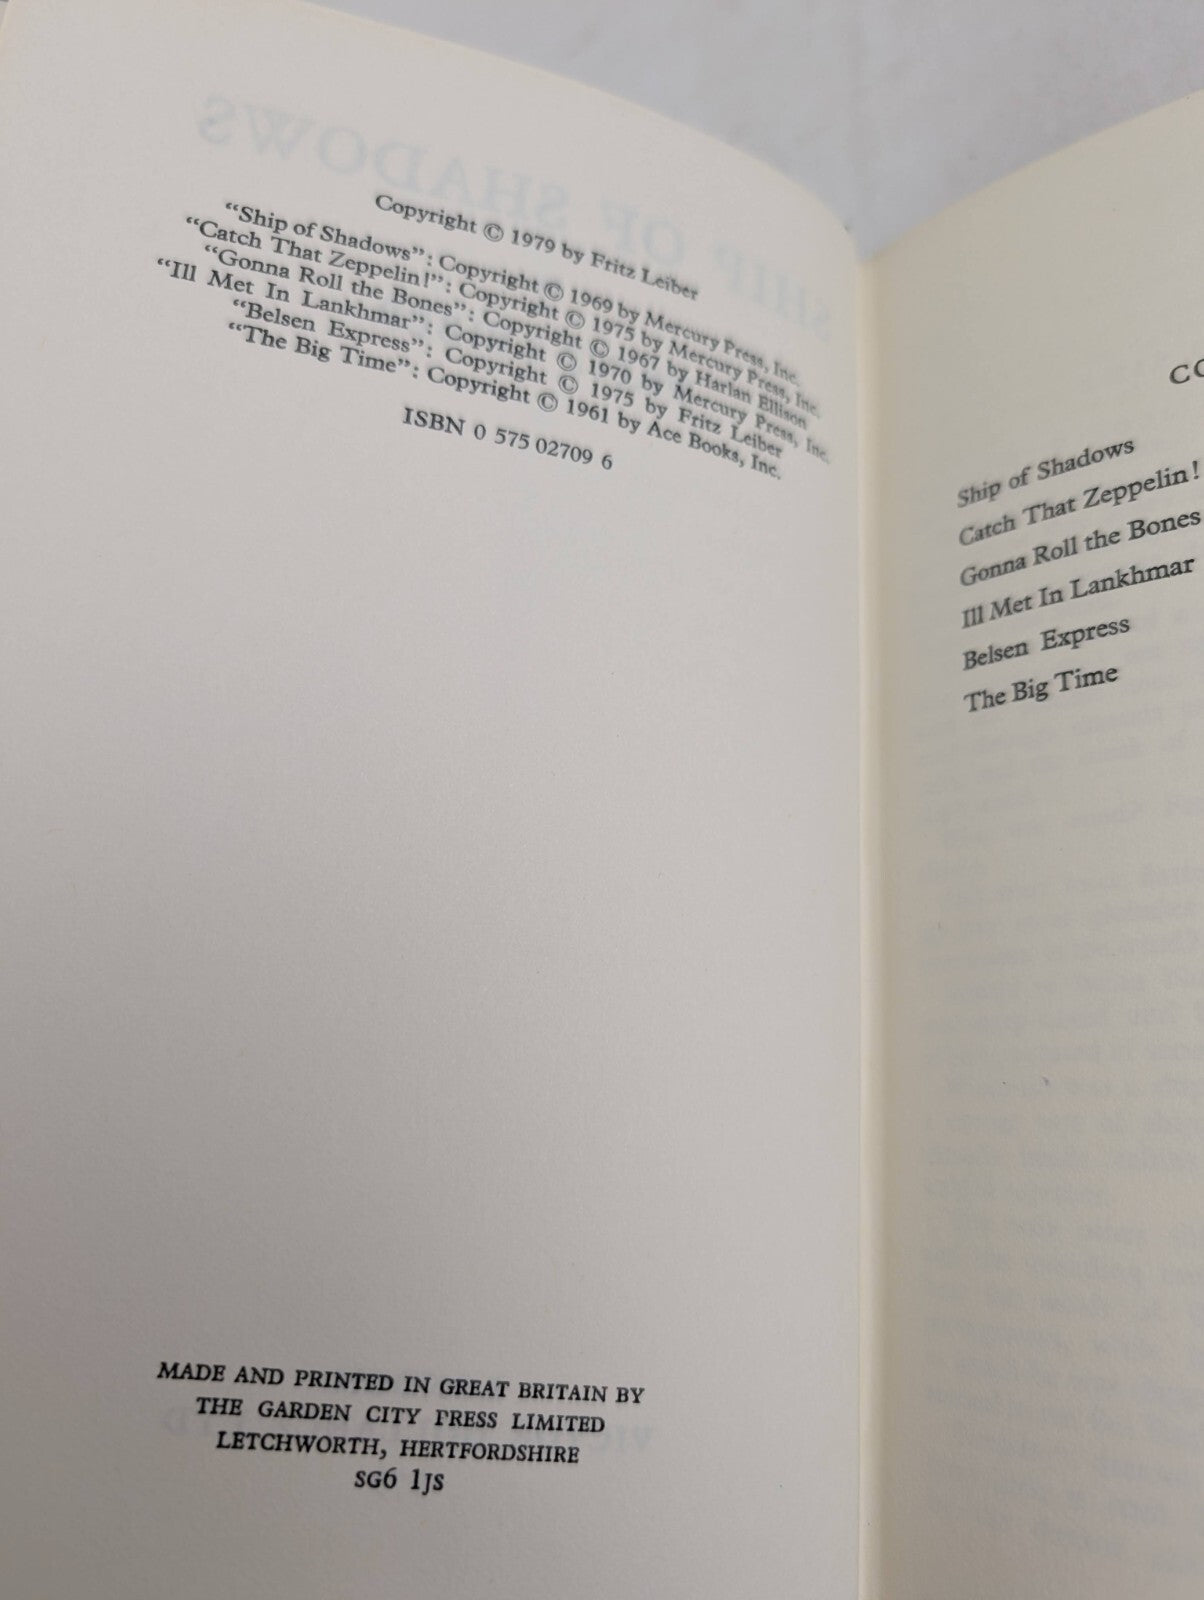 Copyright © 1979 by Fritz Leiber
“Ship of Shadows”: Copyright © 1969 by Mercury Press, Inc.
“Catch That Zeppelin!”: Copyright © 1975 by Mercury Press, Inc.
“Gonna Roll the Bones”: Copyright © 1967 by Harlan Ellison
“Ill Met In Lankhmar”: Copyright © 1970 by Mercury Press, Inc.
“Belsen Express”: Copyright © 1975 by Fritz Leiber
“The Big Time”: Copyright © 1961 by Ace Books, Inc.
ISBN 0 575 02709 6
MADE AND PRINTED IN GREAT BRITAIN BY
THE GARDEN CITY PRESS LIMITED
LETCHWORTH, HERTFORDSHIRE
SG6 1JS
CO
Ship of Shadows
Catch That Zeppelin!
Gonna Roll the Bones
Ill Met In Lankhmar
Belsen Express
The Big Time